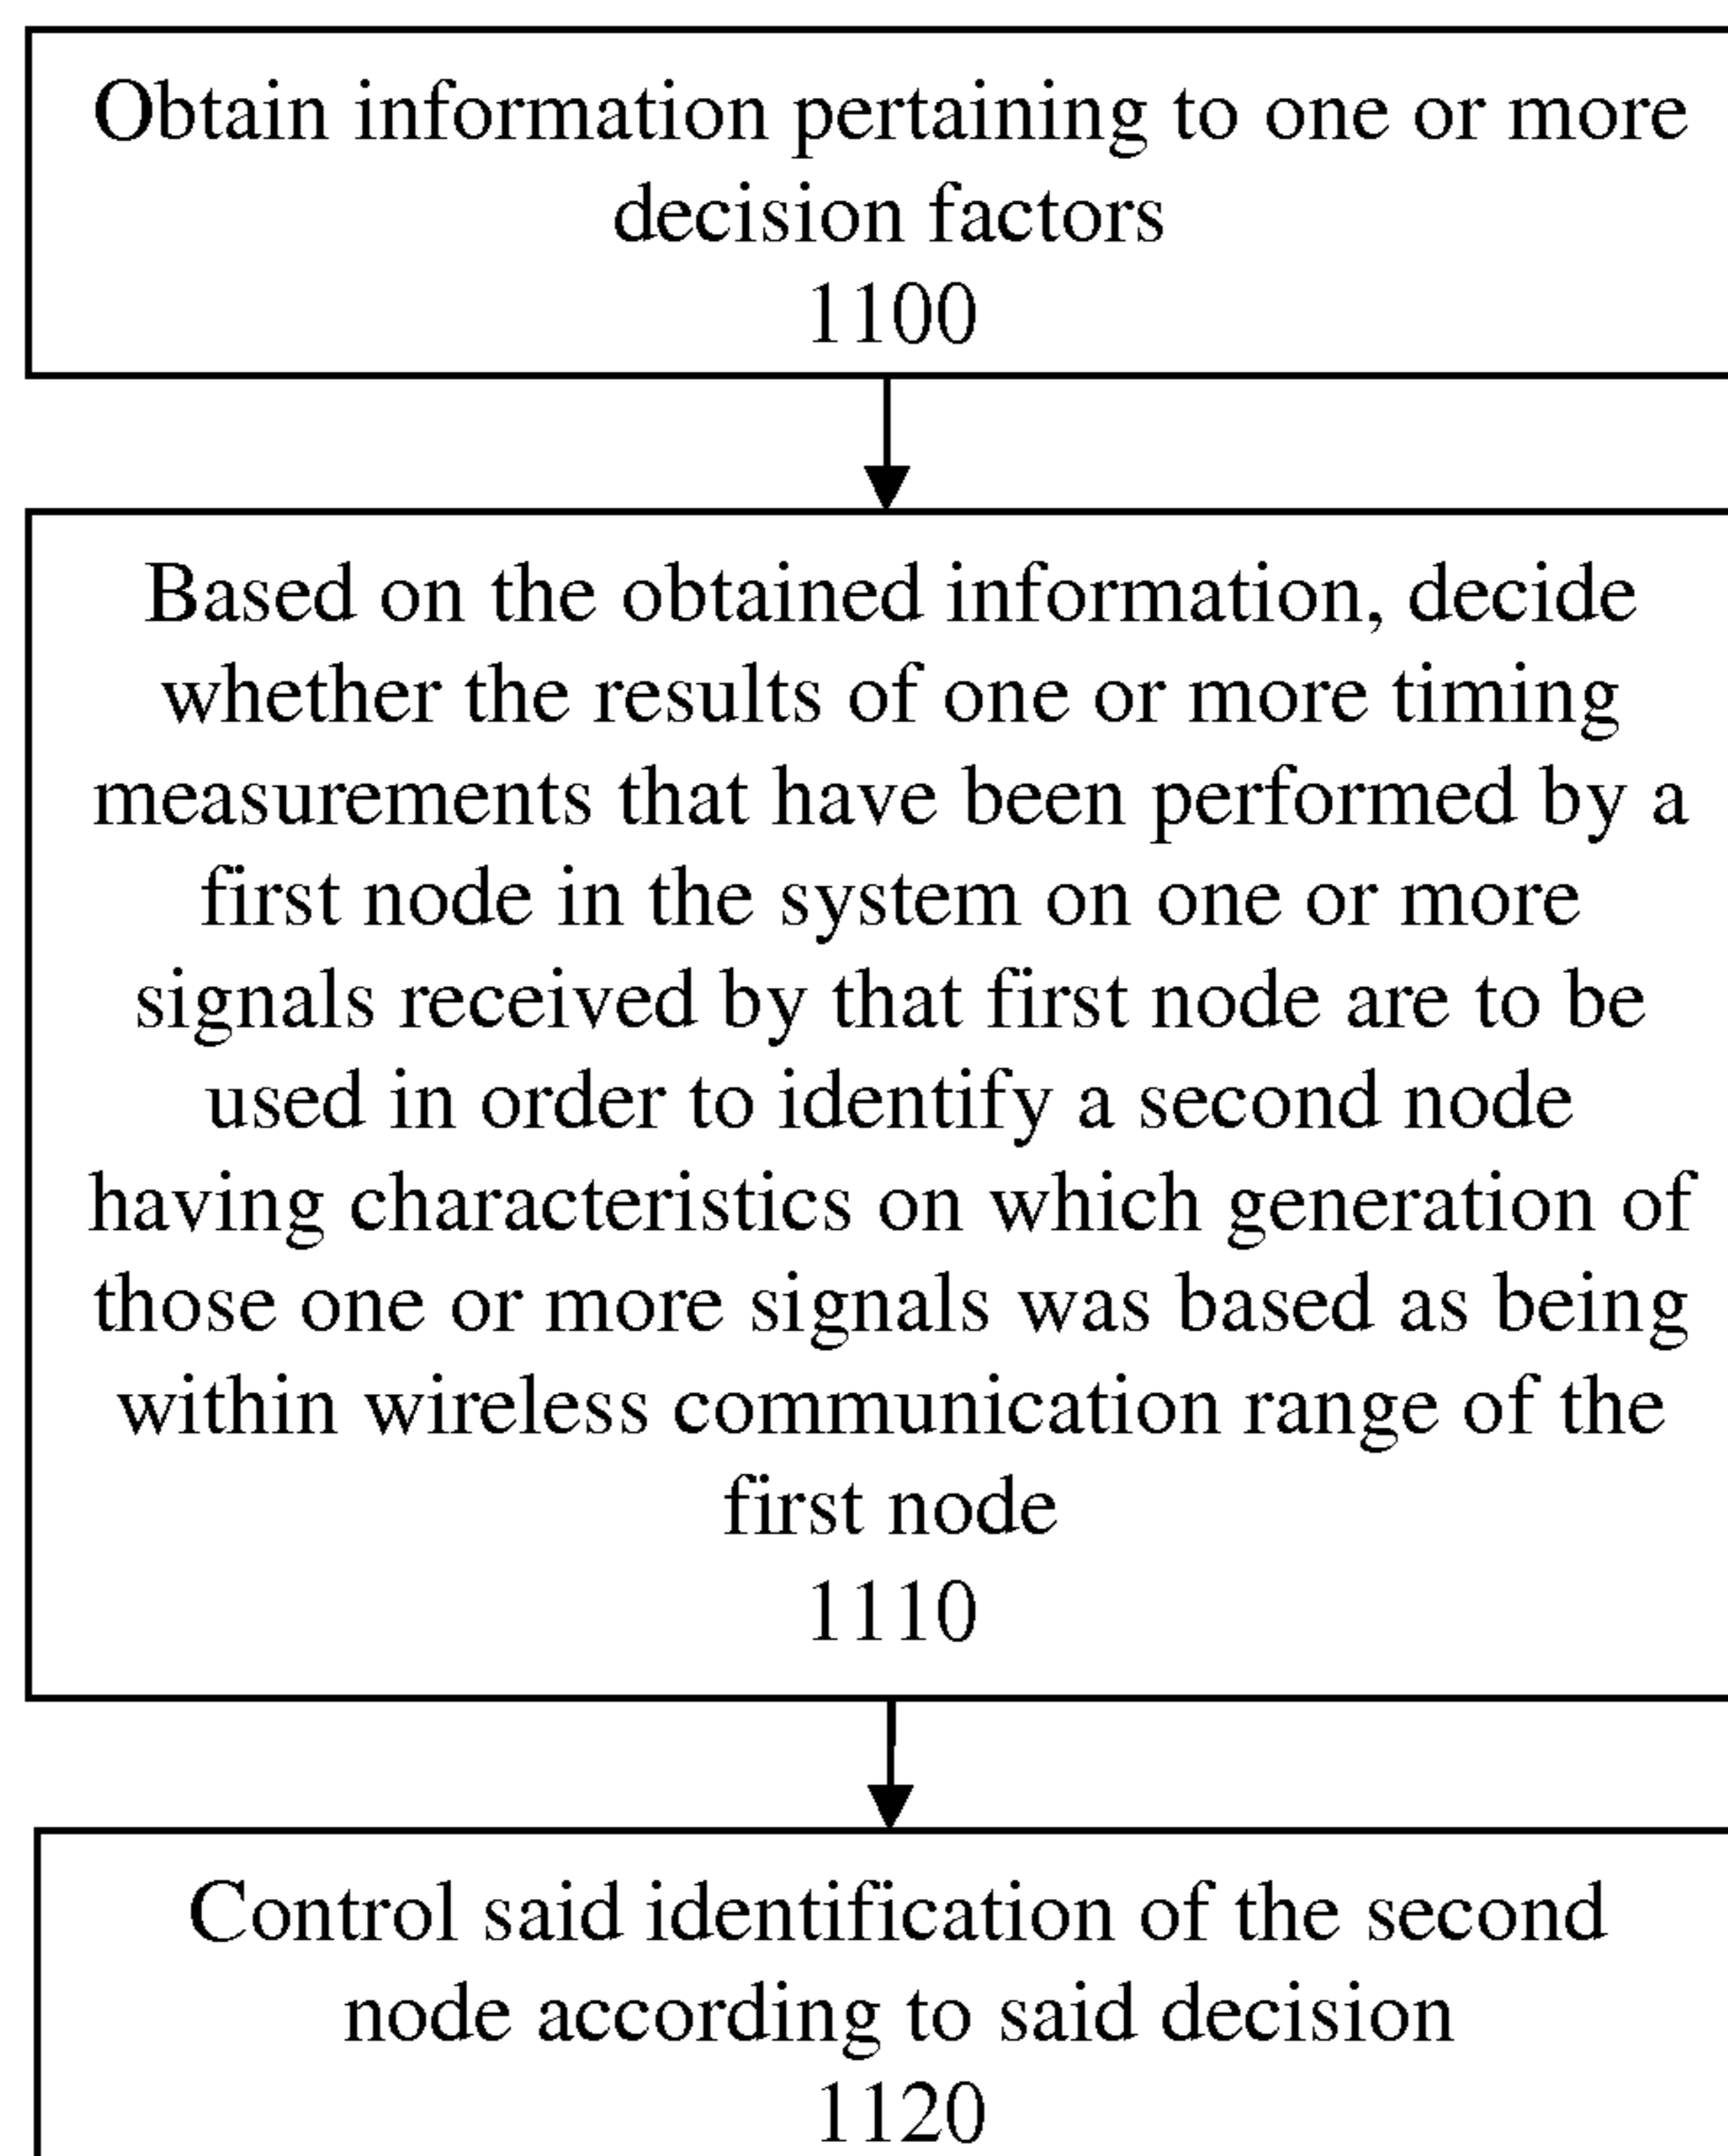 Obtain information pertaining to one or more
decision factors
1100
Based on the obtained information, decide
whether the results of one or more timing
measurements that have been performed by a
first node in the system on one or more
signals received by that first node are to be
used in order to identify a second node
having characteristics on which generation of
those one or more signals was based as being
within wireless communication range of the
first node
1110
Control said identification of the second
node according to said decision
1120